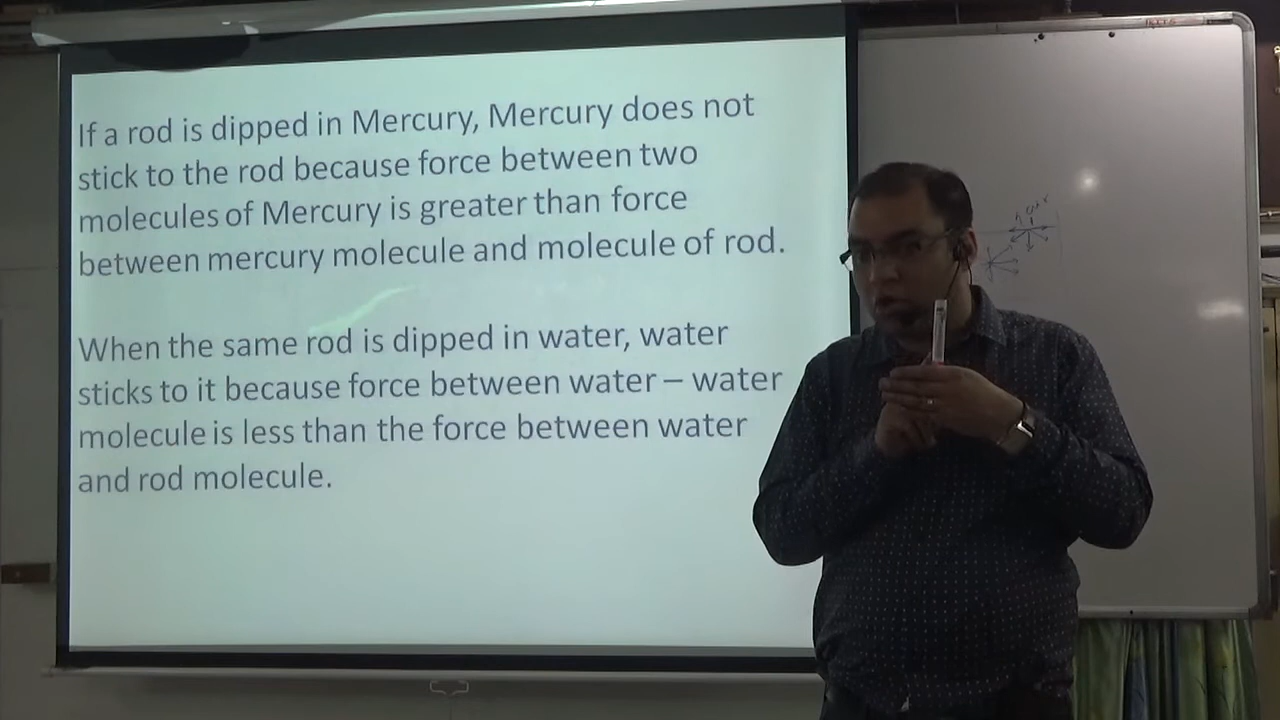 If a rod is dipped in Mercury, Mercury does not
stick to the rod because force between two
molecules of Mercury is greater than force
between mercury molecule and molecule of rod.
When the same rod is dipped in water, water
sticks to it because force between water – water
molecule is less than the force between water
and rod molecule.